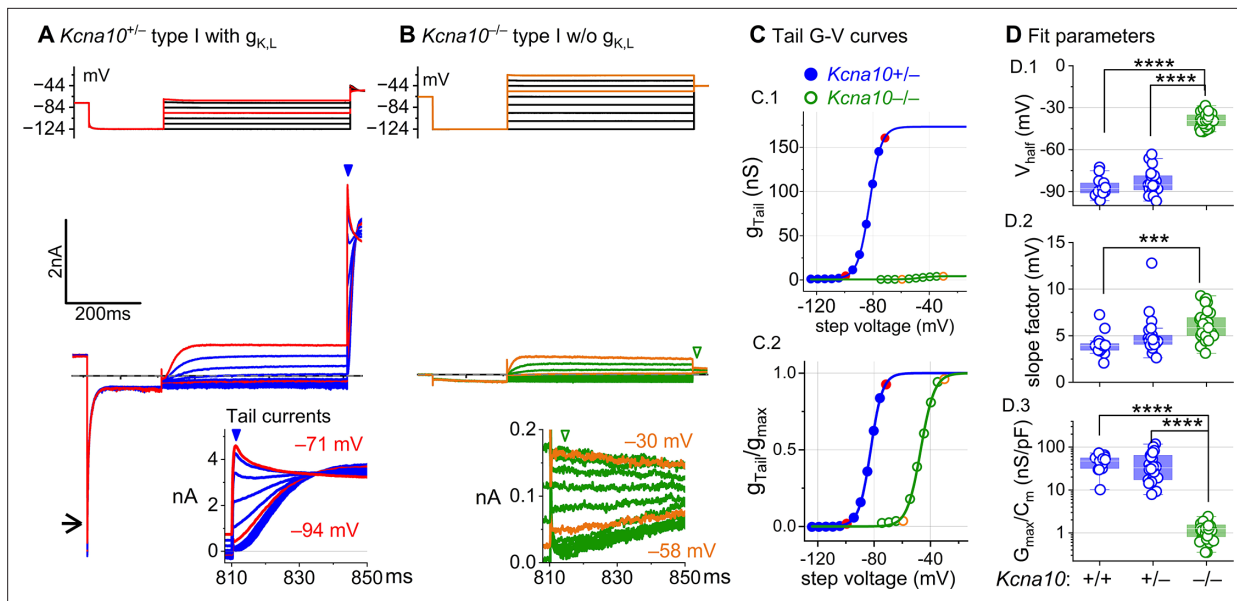 A Kcna10+/– type I with gK,L
mV
−44
−84
−124
2nA
200ms
Tail currents
4
2
0
nA
–71 mV
–94 mV
810 830 850 ms
B Kcna10–/– type I w/o gK,L
mV
−44
−84
−124
0.2
0.1
0.0
nA
–30 mV
–58 mV
810 830 850 ms
C Tail G-V curves
Kcna10+/–
Kcna10–/–
C.1
gTail (nS)
150
100
50
0
-120 -80 -40
step voltage (mV)
C.2
gTail/gmax
1.0
0.5
0.0
-120 -80 -40
step voltage (mV)
D Fit parameters
D.1
****
****
Vhalf (mV)
-30
-60
-90
D.2
***
slope factor (mV)
15
10
5
0
D.3
****
****
Gmax/Cm (nS/pF)
100
10
1
Kcna10: +/+ +/– –/–